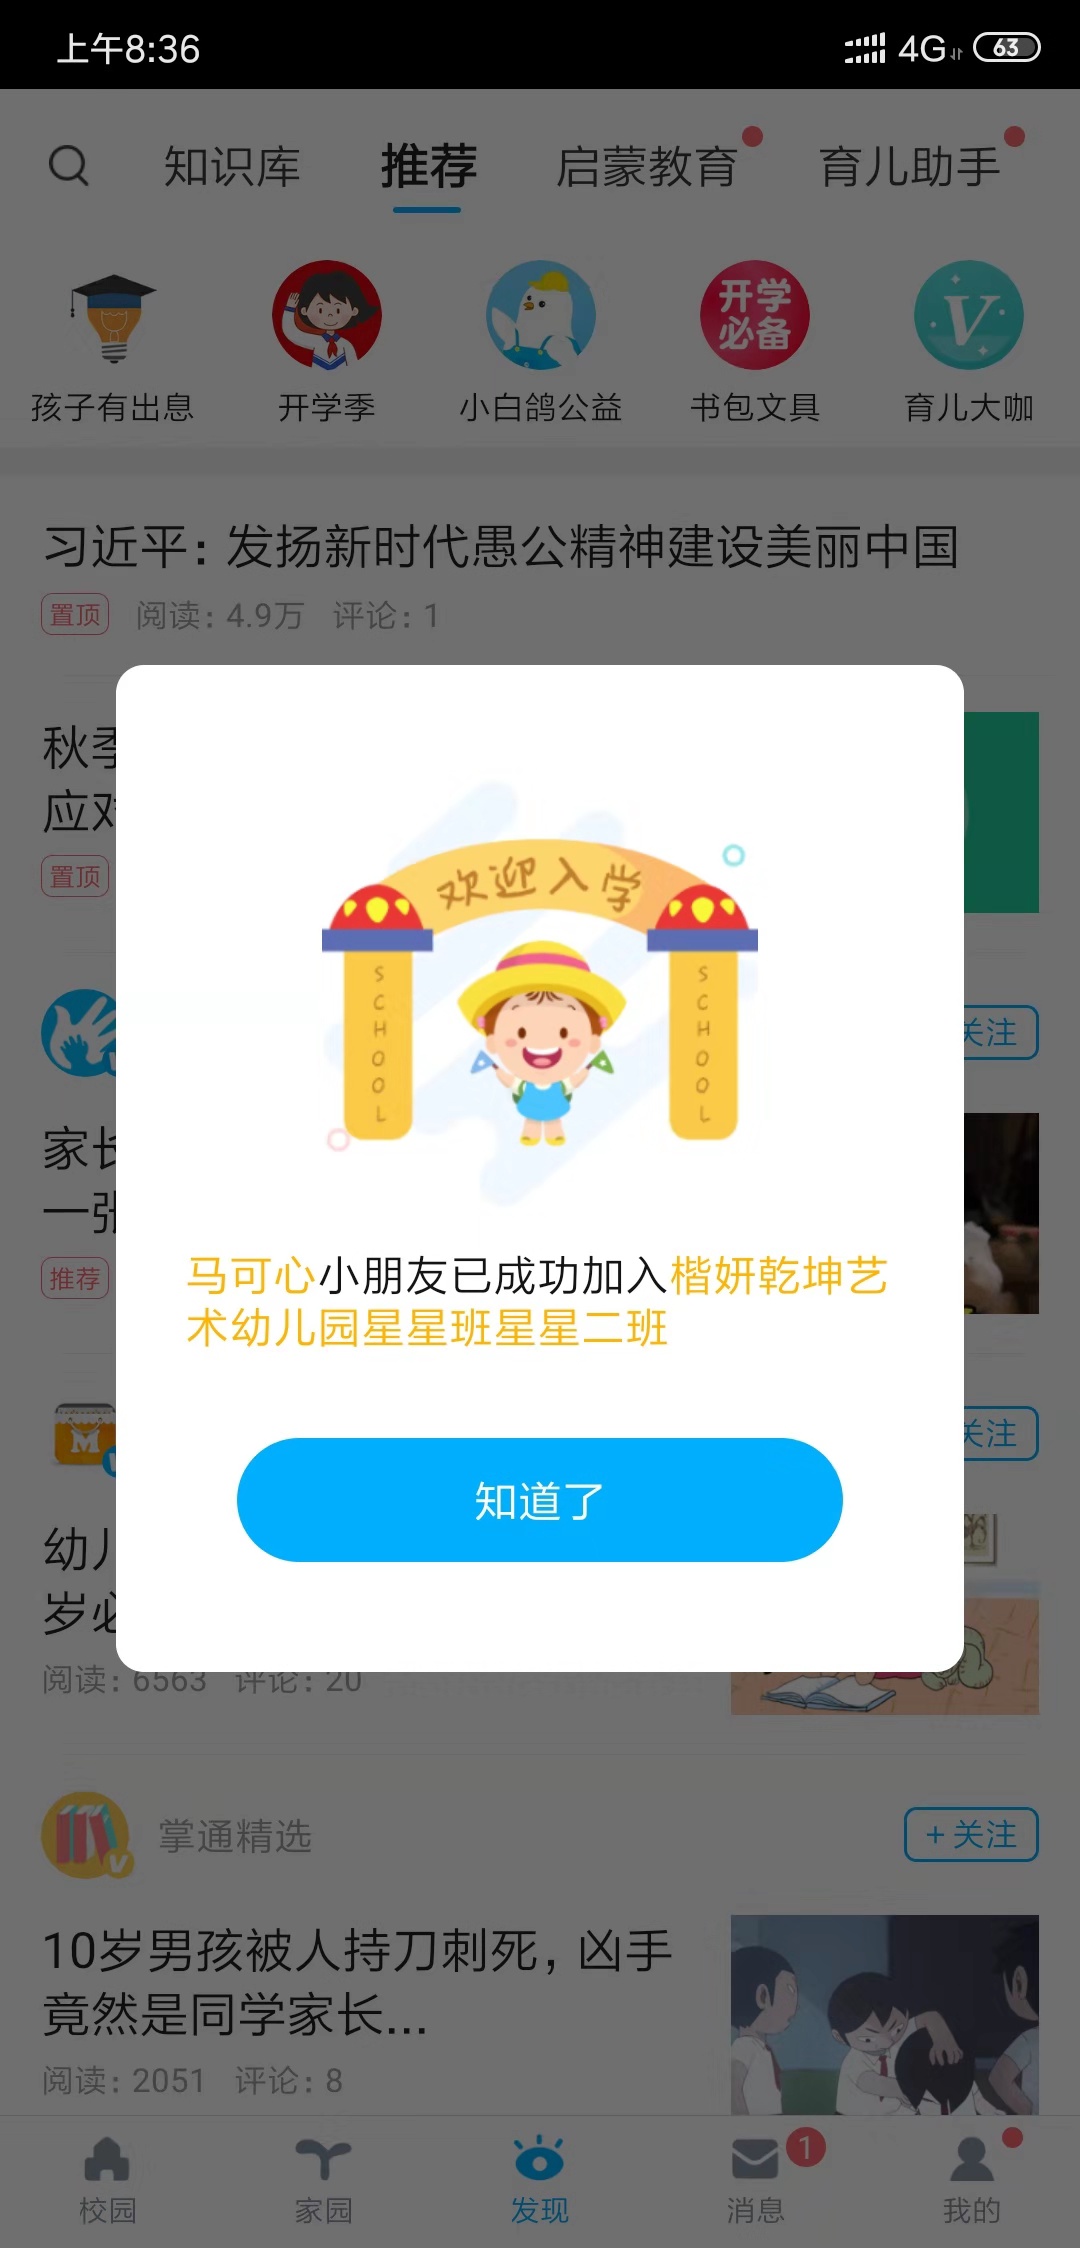 上午8:36
4G
63
知识库 推荐 启蒙教育 育儿助手
开学
必备
V
孩子有出息 开学季 小白鸽公益 书包文具 育儿大咖
习近平：发扬新时代愚公精神建设美丽中国
置顶 阅读：4.9万 评论：1
秋季
应对
置顶
关注
家长
一张
推荐
欢迎入学
SCHOOL
SCHOOL
马可心小朋友已成功加入楷妍乾坤艺
术幼儿园星星班星星二班
知道了
M
关注
幼儿
岁必
阅读：6563 评论：20
掌通精选
+ 关注
10岁男孩被人持刀刺死，凶手
竟然是同学家长...
阅读：2051 评论：8
1
校园 家园 发现 消息 我的